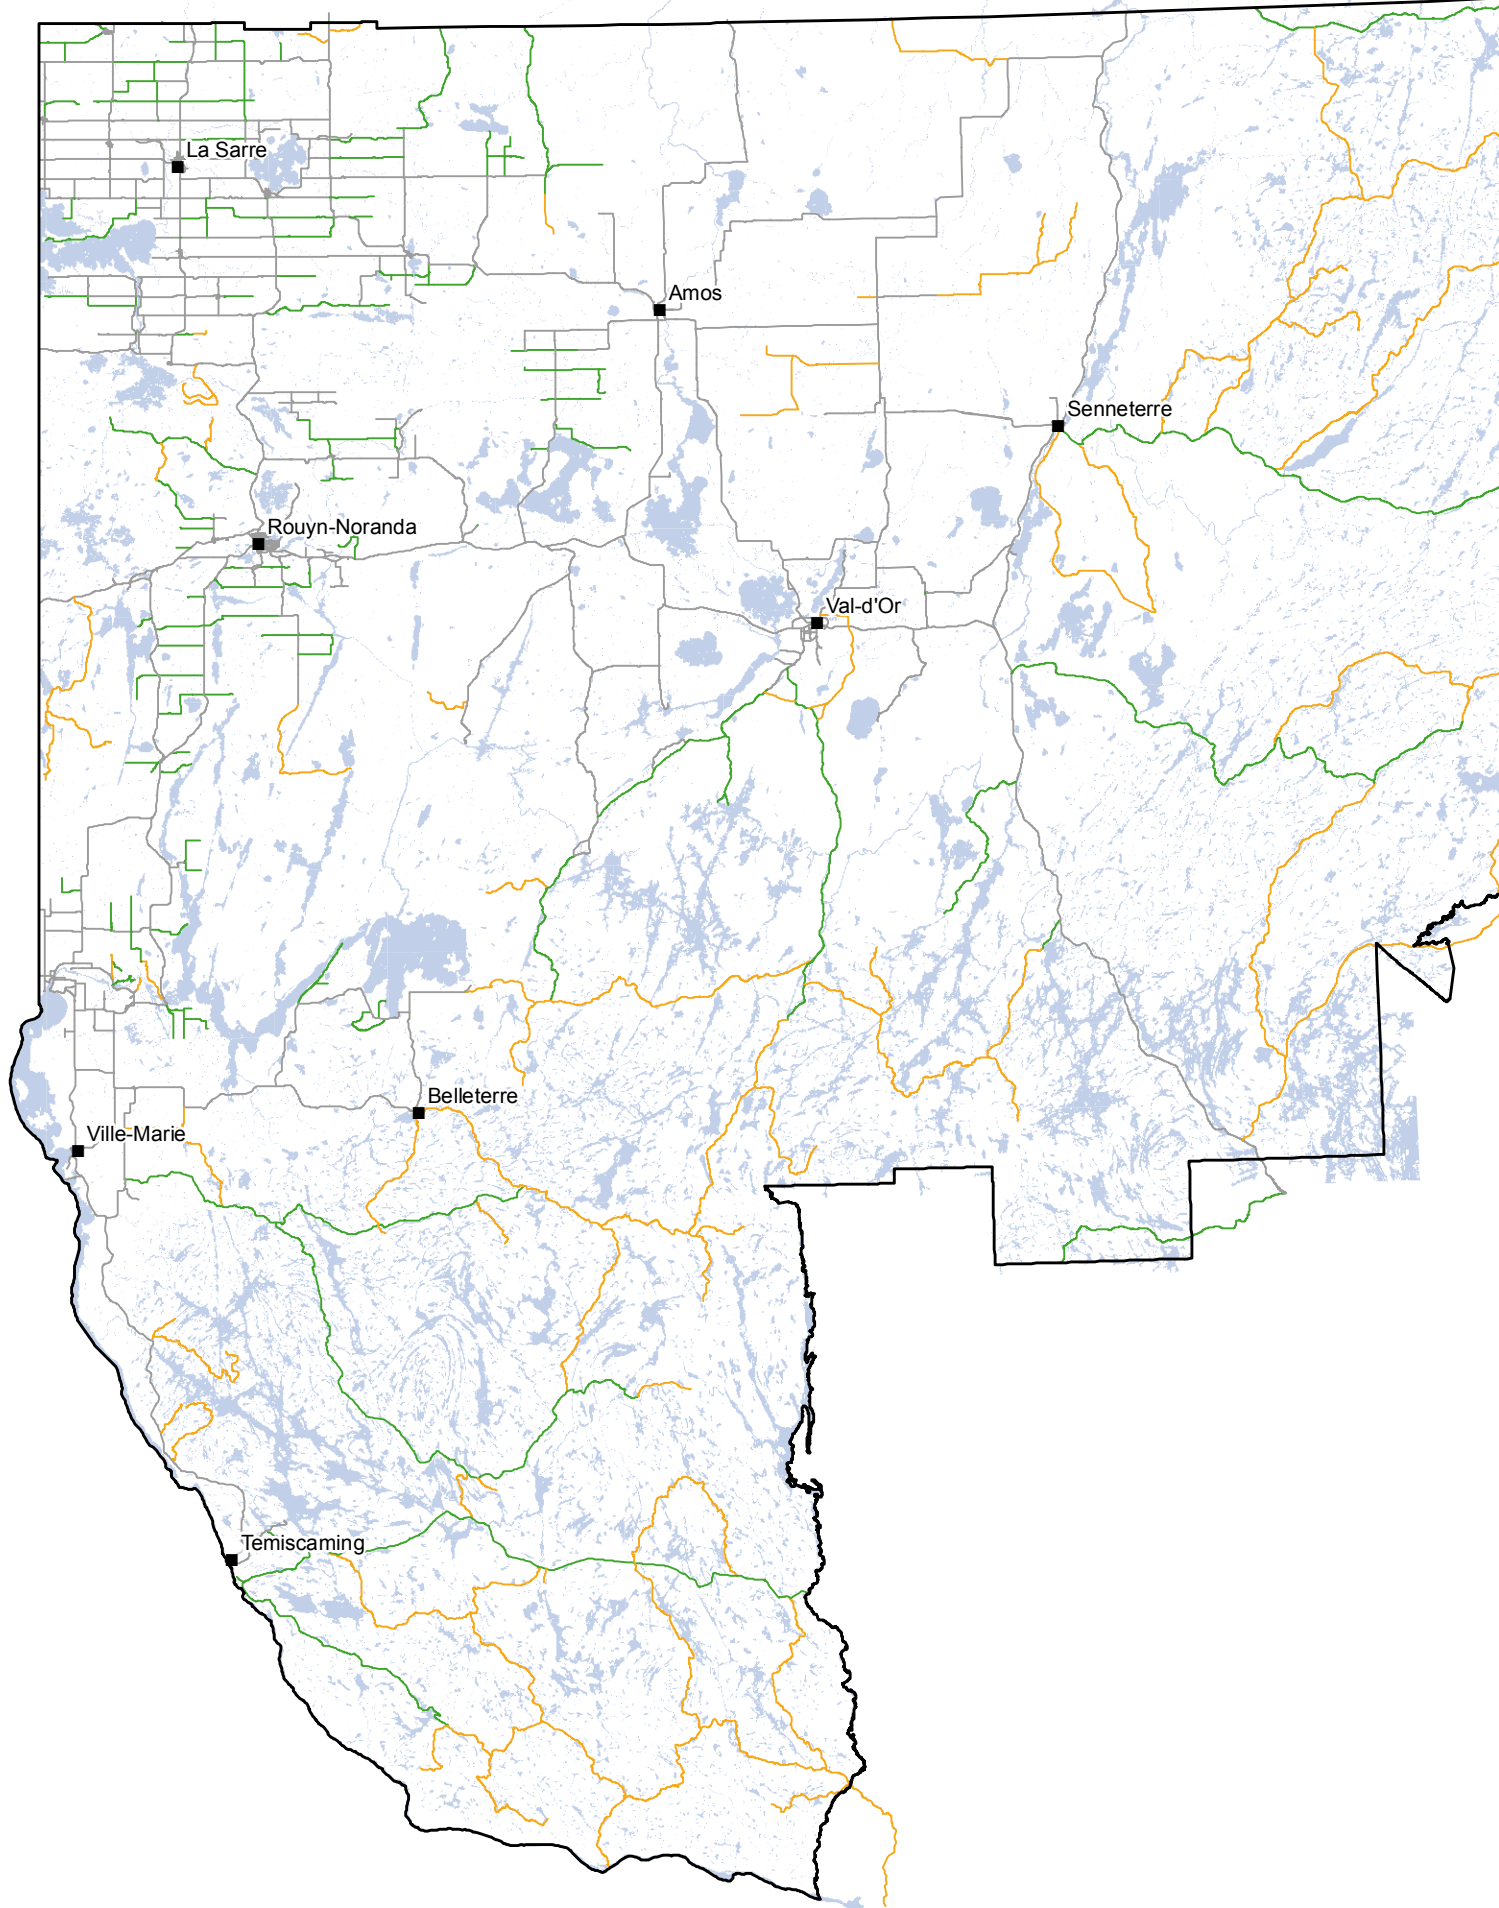 La Sarre
Amos
Senneterre
Rouyn-Noranda
Val-d'Or
Belleterre
Ville-Marie
Temiscaming